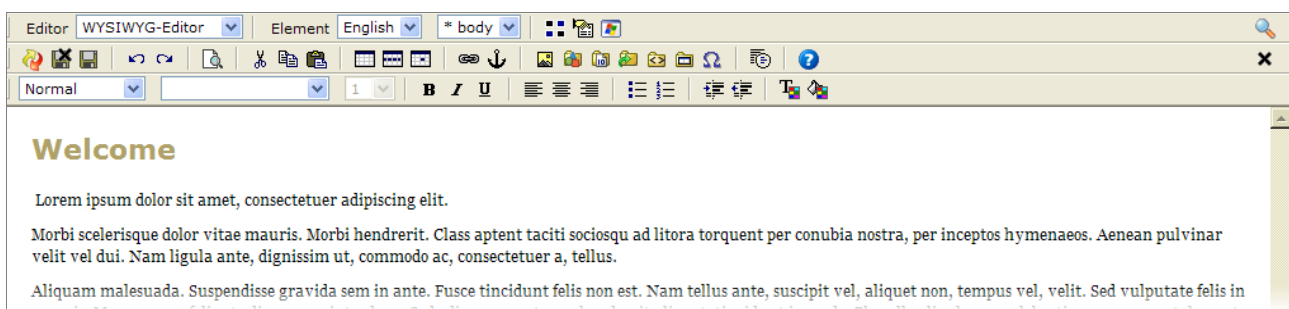 Editor WYSIWYG-Editor Element English * body
Normal 1 B I U
Welcome
Lorem ipsum dolor sit amet, consectetuer adipiscing elit.
Morbi scelerisque dolor vitae mauris. Morbi hendrerit. Class aptent taciti sociosqu ad litora torquent per conubia nostra, per inceptos hymenaeos. Aenean pulvinar
velit vel dui. Nam ligula ante, dignissim ut, commodo ac, consectetuer a, tellus.
Aliquam malesuada. Suspendisse gravida sem in ante. Fusce tincidunt felis non est. Nam tellus ante, suscipit vel, aliquet non, tempus vel, velit. Sed vulputate felis in